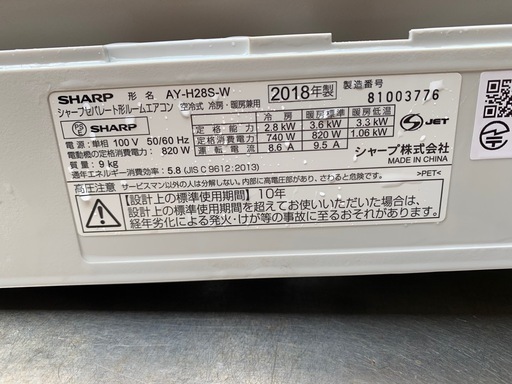 SHARP 形名 AY-H28S-W 2018年製 製造番号
シャープセパレート形ルームエアコン 空冷式 冷房・暖房兼用 81003776
PS E SHARP
冷房 暖房標準 暖房低温
定格能力 2.8 kW 3.6 kW 3.3 kW
定格消費電力 740 W 820 W 1.06 kW
運転電流 8.6 A 9.5 A
S JET
電源:単相 100 V 50/60 Hz
電動機の定格消費電力: 820 W
質量: 9 kg
通年エネルギー消費効率: 5.8 (JIS C 9612:2013)
シャープ株式会社
MADE IN CHINA
高圧注意 サービスマン以外の人は分解しない。内部に高電圧部があり、さわると危険です。
>PET<
【設計上の標準使用期間】10年
設計上の標準使用期間を超えてお使いいただいた場合は、
経年劣化による発火・けが等の事故に至るおそれがあります。